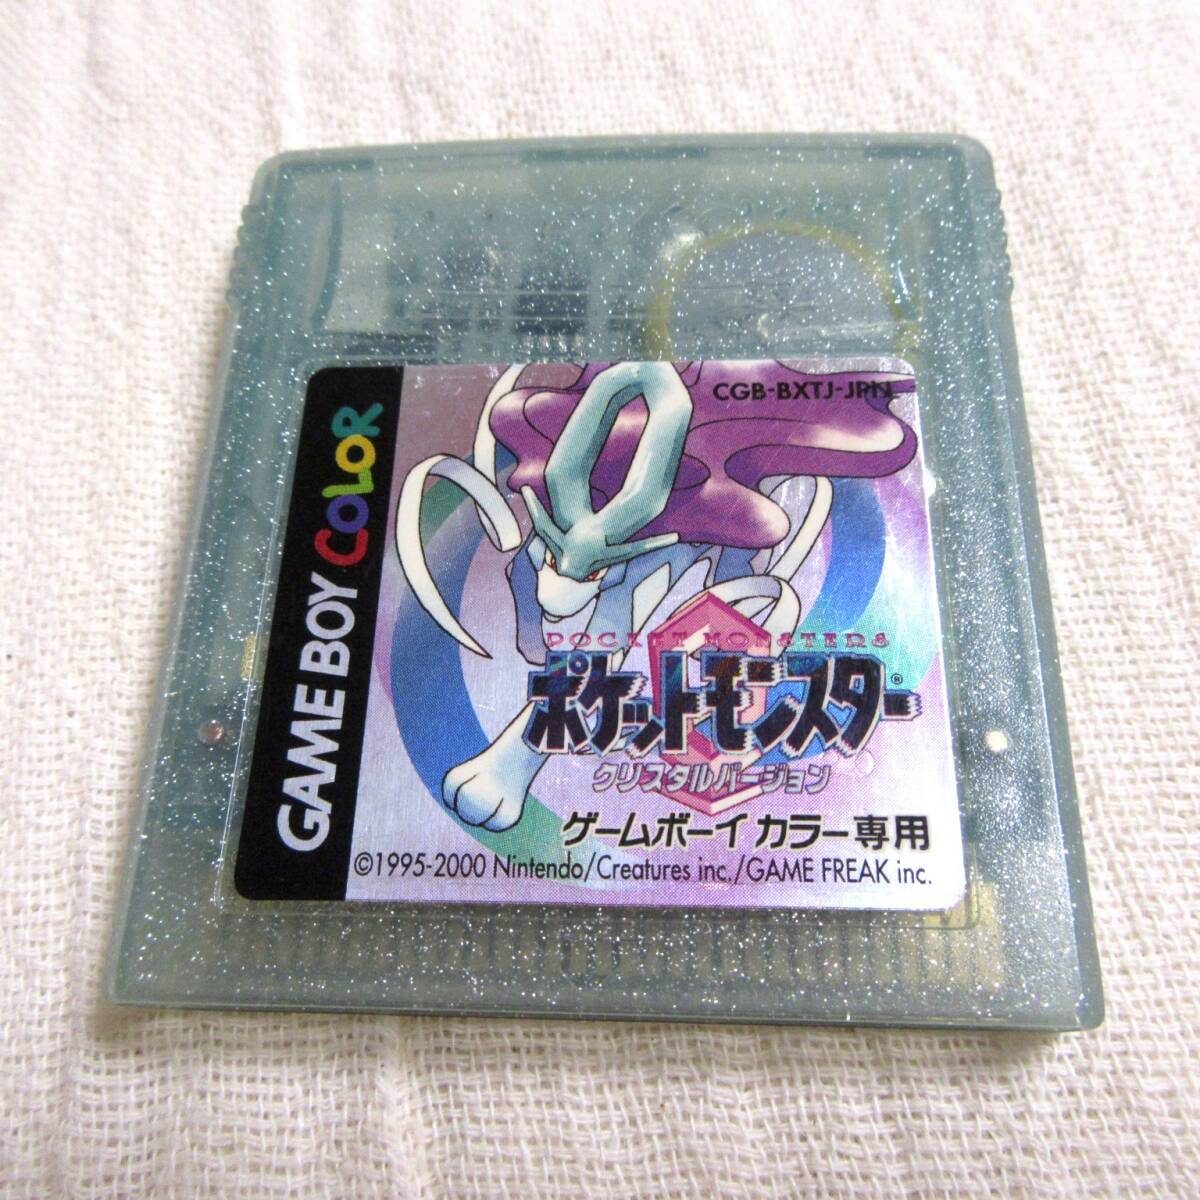 CGB-BXTJ-JPN
GAME BOY COLOR
POCKET MONSTERS
ポケットモンスター®
クリスタルバージョン
ゲームボーイカラー専用
©1995-2000 Nintendo/Creatures inc./GAME FREAK inc.